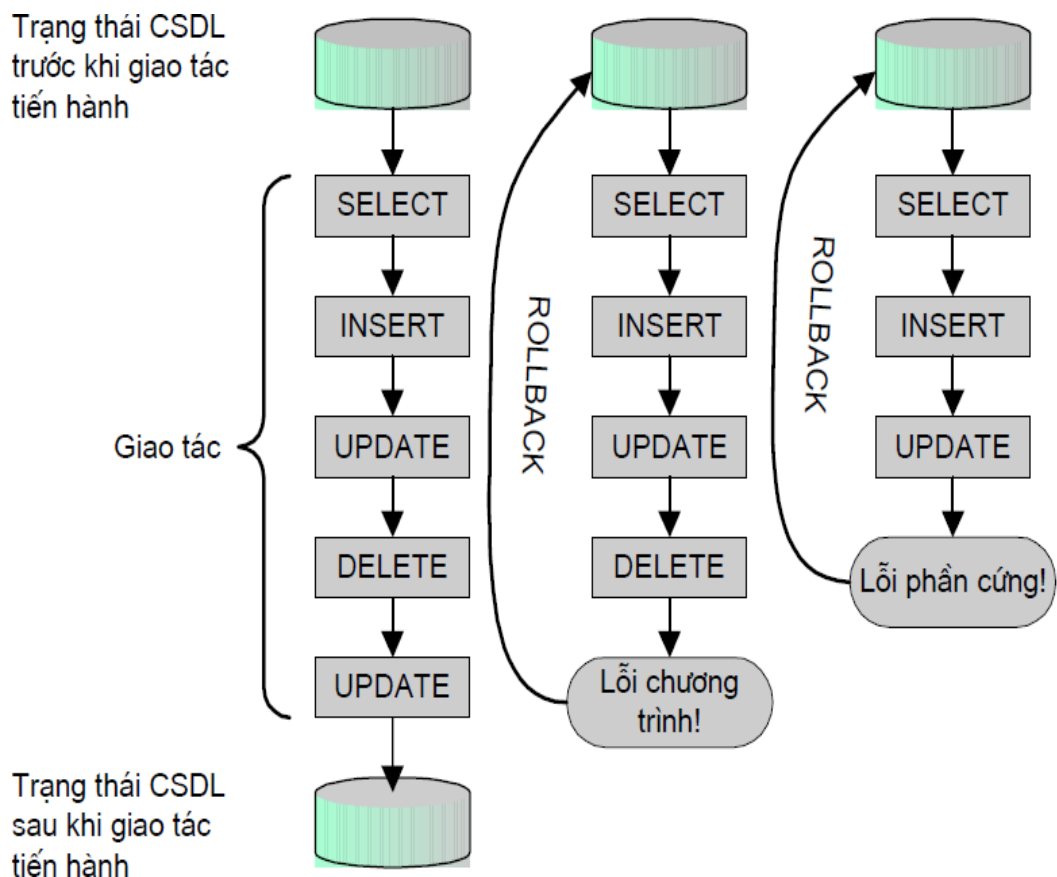 Trạng thái CSDL
trước khi giao tác
tiến hành
SELECT
INSERT
UPDATE
DELETE
UPDATE
Giao tác
Trạng thái CSDL
sau khi giao tác
tiến hành
ROLLBACK
SELECT
INSERT
UPDATE
DELETE
Lỗi chương
trình!
ROLLBACK
SELECT
INSERT
UPDATE
Lỗi phần cứng!